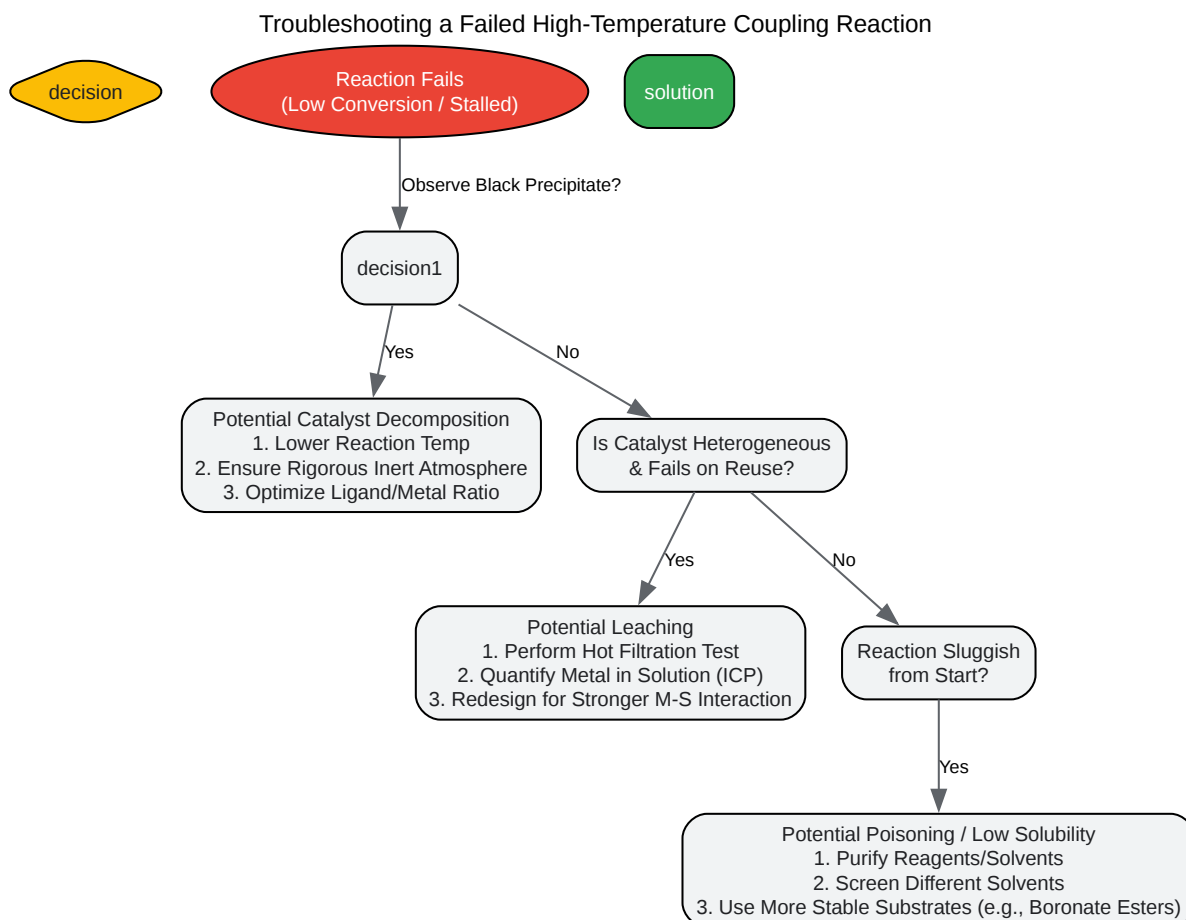 Troubleshooting a Failed High-Temperature Coupling Reaction
decision
Reaction Fails
(Low Conversion / Stalled)
solution
Observe Black Precipitate?
decision1
Yes
No
Potential Catalyst Decomposition
1. Lower Reaction Temp
2. Ensure Rigorous Inert Atmosphere
3. Optimize Ligand/Metal Ratio
Is Catalyst Heterogeneous
& Fails on Reuse?
Yes
No
Potential Leaching
1. Perform Hot Filtration Test
2. Quantify Metal in Solution (ICP)
3. Redesign for Stronger M-S Interaction
Reaction Sluggish
from Start?
Yes
Potential Poisoning / Low Solubility
1. Purify Reagents/Solvents
2. Screen Different Solvents
3. Use More Stable Substrates (e.g., Boronate Esters)